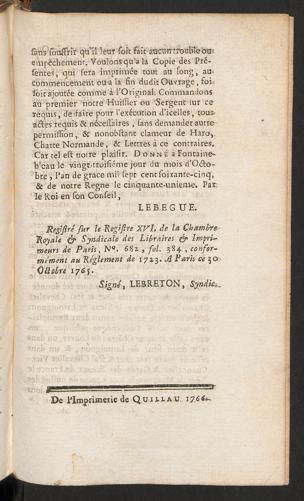 sans souffrir qu'il leur soit fait aucun trouble ou
empêchement. Voulons qu'à la Copie des Pré-
sentes, qui sera imprimée tout au long, au
commencement ou à la fin dudit Ouvrage, foi
soit ajoutée comme à l'Original. Commandons
au premier notre Huissier ou Sergent sur ce
requis, de faire pour l'exécution d'icelles, tous
actes requis & nécessaires, sans demander autre
permission, & nonobstant clameur de Haro,
Charte Normande, & Lettres à ce contraires.
Car tel est notre plaisir. DONNÉ à Fontaine-
bleau le vingt-troisiéme jour du mois d'Octo-
bre, l'an de grace mil sept cent soixante-cinq,
& de notre Regne le cinquante-unieme. Par
le Roi en son Conseil,
LEBEGUE.
Registré sur le Registre XVI. de la Chambre
Royale & Syndicale des Libraires & Impri-
meurs de Paris, Nº. 682, fol. 384, confor-
mément au Réglement de 1723. A Paris ce 30
Octobre 1765.
Signé, LEBRETON, Syndic.
De l'Imprimerie de QUILLAU. 1766.